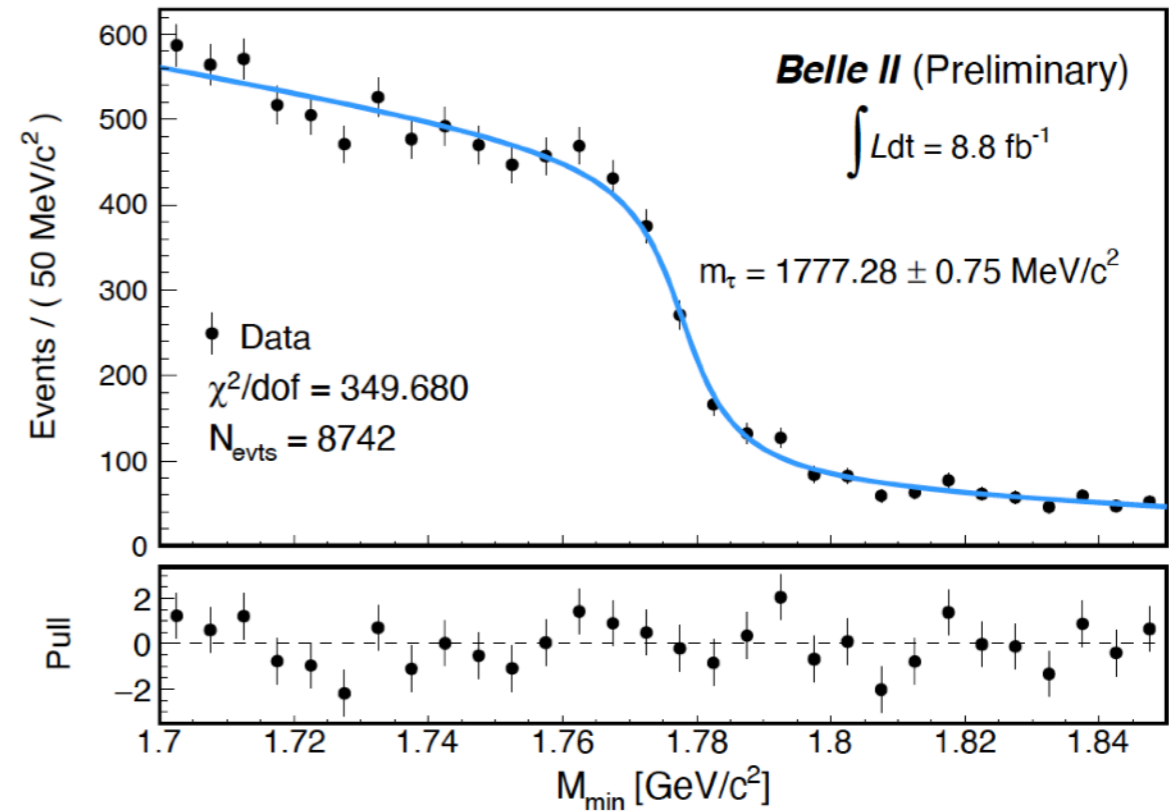 Events / ( 50 MeV/c² )
600
500
400
300
200
100
0
Belle II (Preliminary)
∫ Ldt = 8.8 fb⁻¹
mτ = 1777.28 ± 0.75 MeV/c²
Data
χ²/dof = 349.680
Nevts = 8742
Pull
2
0
−2
1.7 1.72 1.74 1.76 1.78 1.8 1.82 1.84
Mmin [GeV/c²]